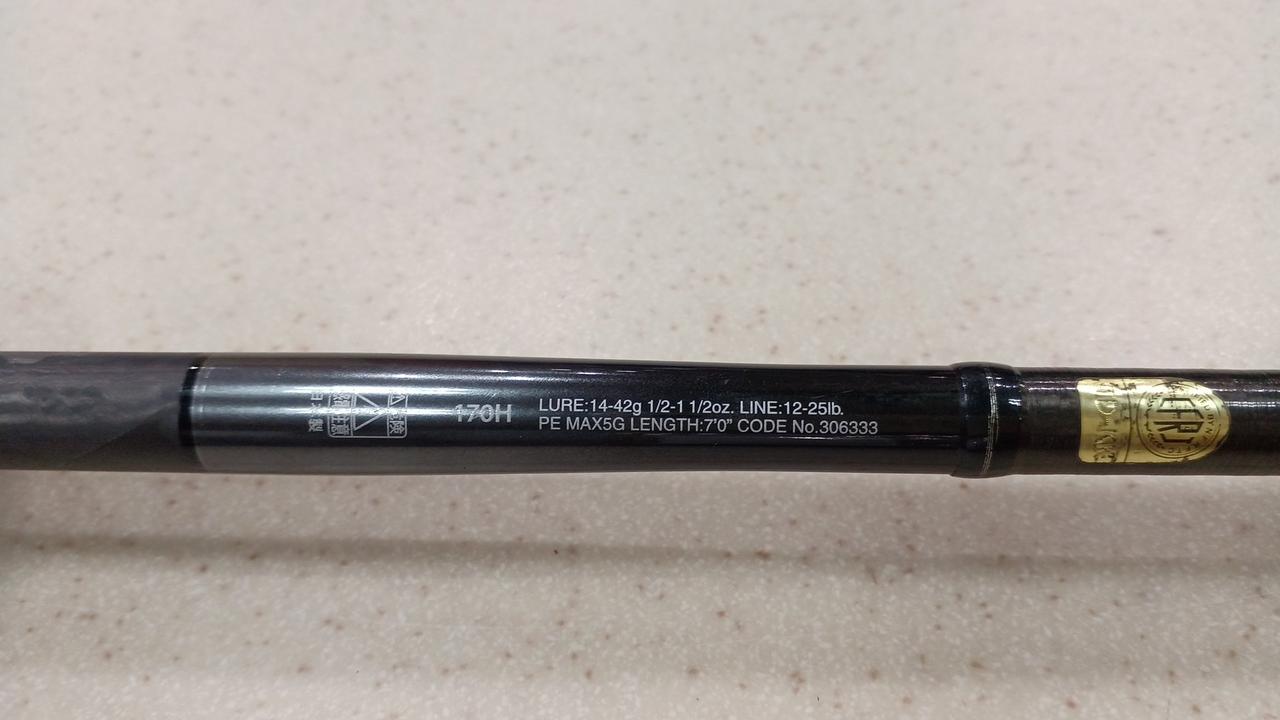 170H
LURE:14-42g 1/2-1 1/2oz. LINE:12-25lb.
PE MAX5G LENGTH:7'0” CODE No.306333